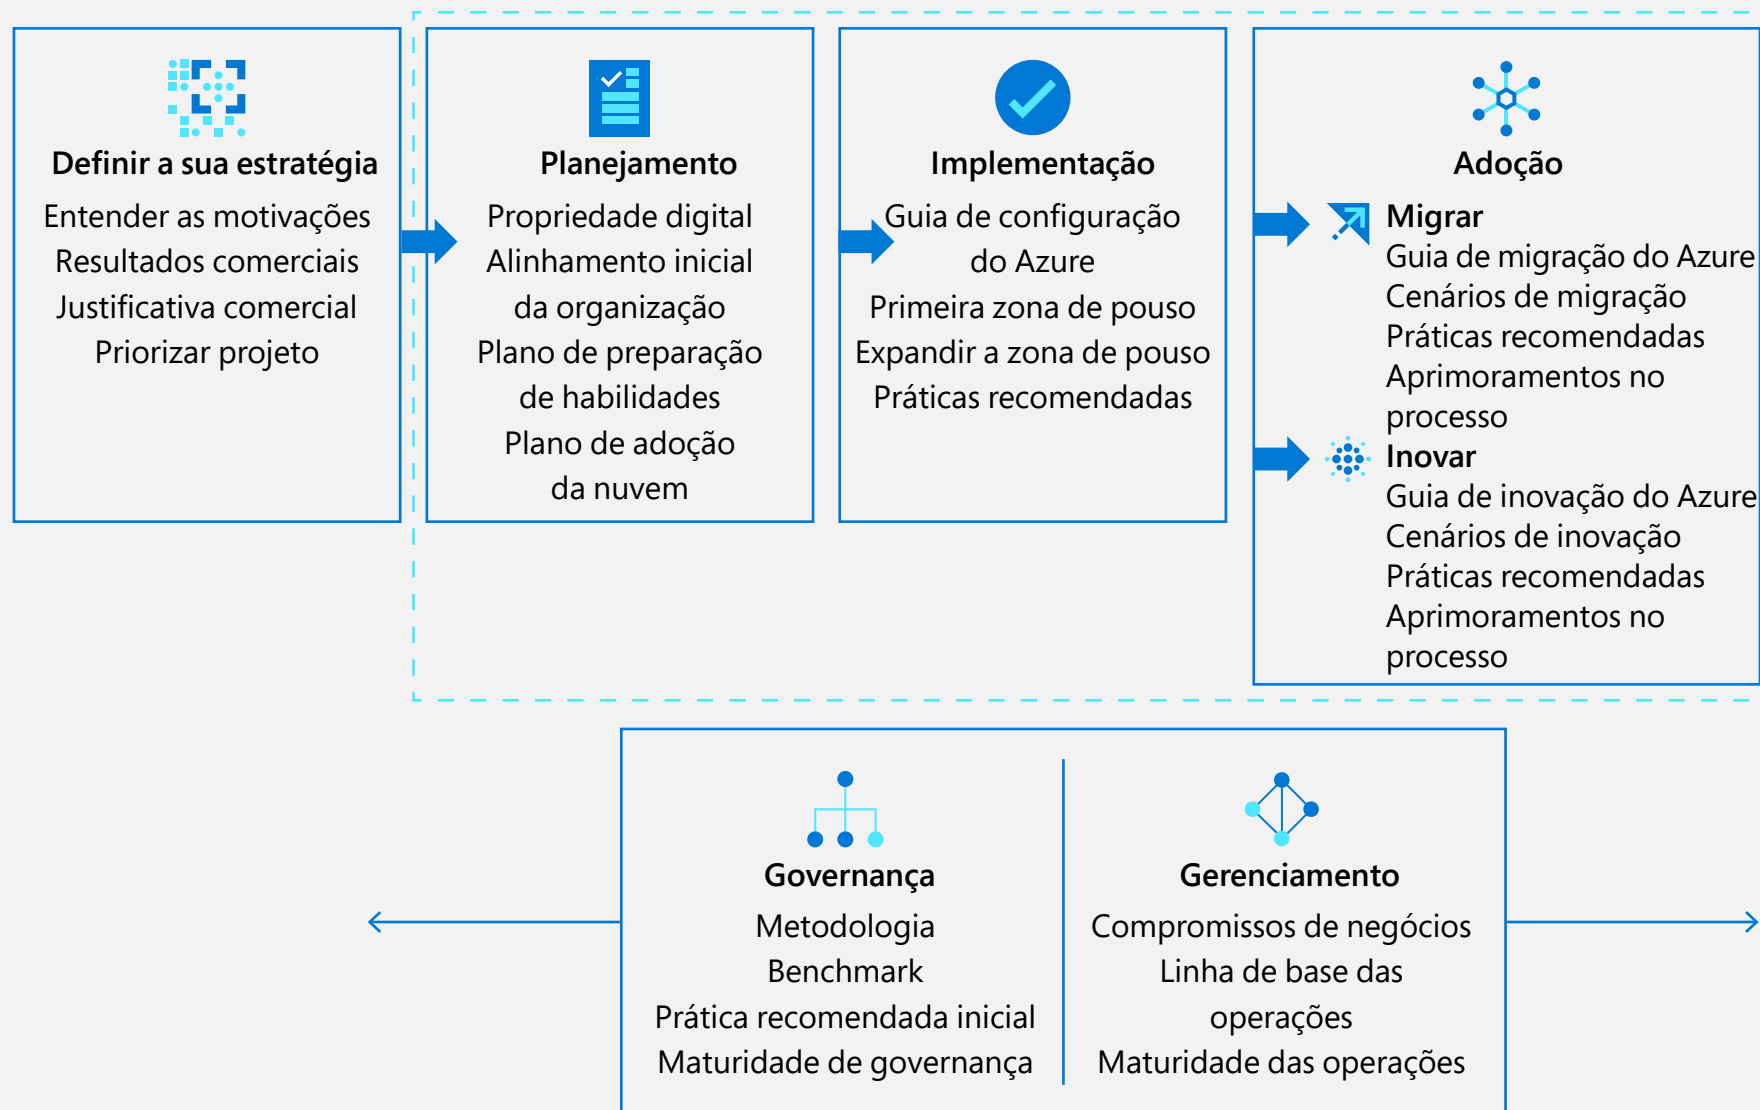 Definir a sua estratégia
Entender as motivações
Resultados comerciais
Justificativa comercial
Priorizar projeto
Planejamento
Propriedade digital
Alinhamento inicial
da organização
Plano de preparação
de habilidades
Plano de adoção
da nuvem
Implementação
Guia de configuração
do Azure
Primeira zona de pouso
Expandir a zona de pouso
Práticas recomendadas
Adoção
Migrar
Guia de migração do Azure
Cenários de migração
Práticas recomendadas
Aprimoramentos no
processo
Inovar
Guia de inovação do Azure
Cenários de inovação
Práticas recomendadas
Aprimoramentos no
processo
Governança
Metodologia
Benchmark
Prática recomendada inicial
Maturidade de governança
Gerenciamento
Compromissos de negócios
Linha de base das
operações
Maturidade das operações